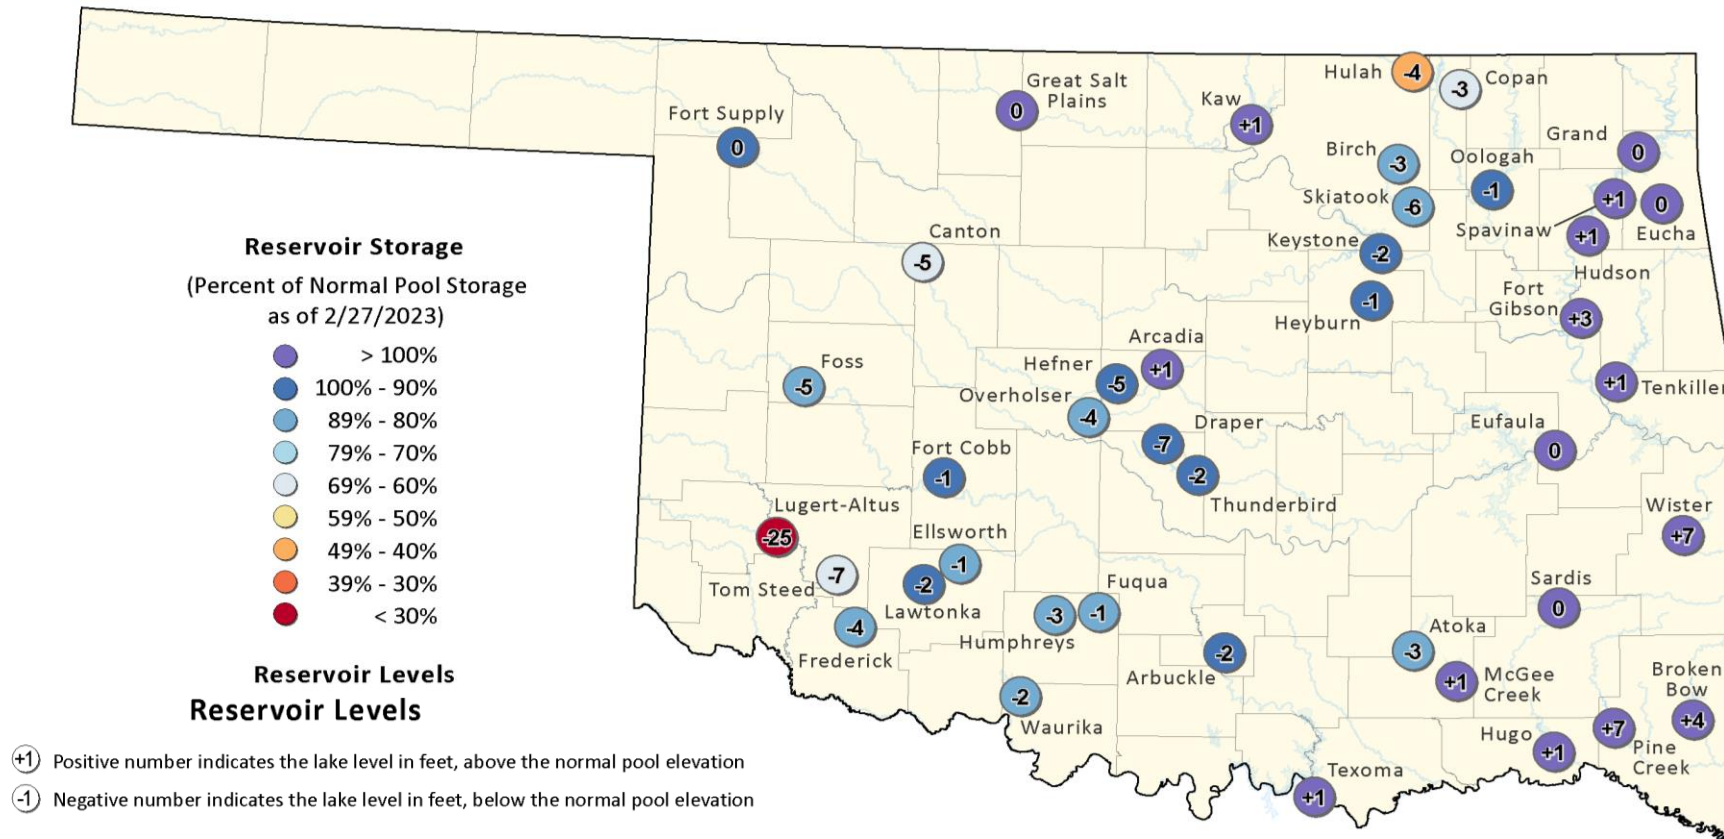 Great Salt
Plains
0
Hulah
-4
Copan
-3
Kaw
+1
Fort Supply
0
Grand
0
Birch
-3
Oologah
-1
Skiatook
-6
Spavinaw
+1
0
Eucha
+1
Hudson
Canton
-5
Keystone
-2
Heyburn
-1
Fort
Gibson
+3
Reservoir Storage
(Percent of Normal Pool Storage
as of 2/27/2023)
> 100%
100% - 90%
89% - 80%
79% - 70%
69% - 60%
59% - 50%
49% - 40%
39% - 30%
< 30%
Foss
-5
Arcadia
+1
Hefner
-5
Overholser
-4
Tenkiller
+1
Draper
-7
Eufaula
0
Fort Cobb
-1
-2
Thunderbird
Lugert-Altus
-25
Wister
+7
Ellsworth
-1
Tom Steed
-7
-2
Lawtonka
Fuqua
-1
Humphreys
-3
Sardis
0
-4
Frederick
Atoka
-3
Arbuckle
-2
McGee
Creek
+1
Broken
Bow
+4
-2
Waurika
Hugo
+1
+7
Pine
Creek
Texoma
+1
Reservoir Levels
Reservoir Levels
+1 Positive number indicates the lake level in feet, above the normal pool elevation
-1 Negative number indicates the lake level in feet, below the normal pool elevation